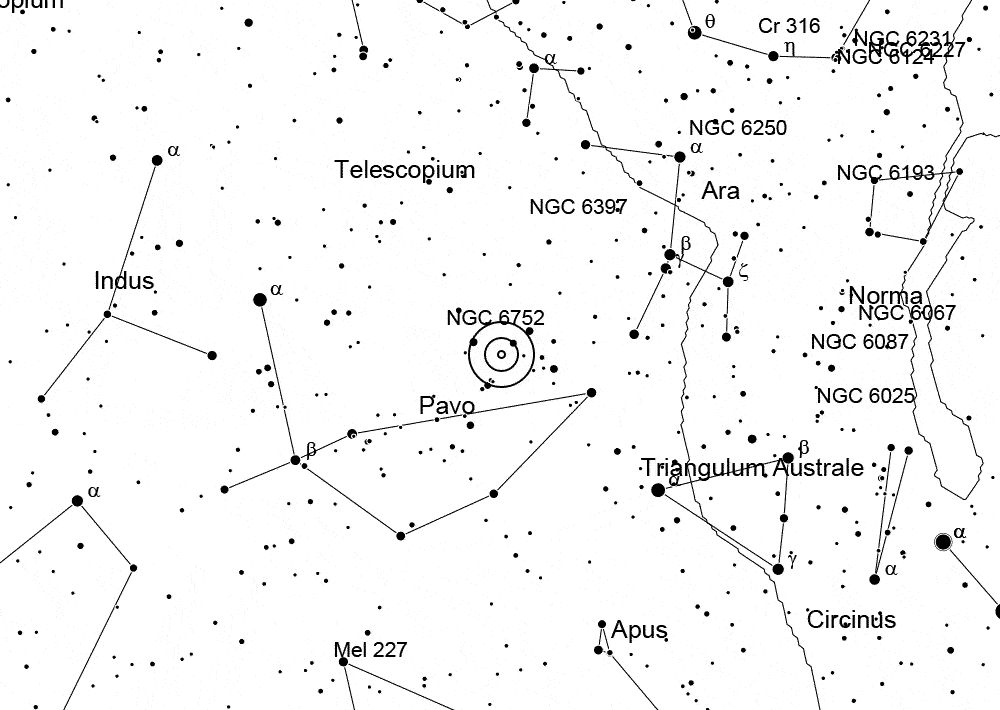 opium
θ
Cr 316
η
NGC 6231
NGC 6227
NGC 6124
α
NGC 6250
α
α
Telescopium
NGC 6193
Ara
NGC 6397
β
γ
ζ
Indus
α
Norma
NGC 6067
NGC 6752
NGC 6087
Pavo
NGC 6025
β
β
Triangulum Australe
α
α
α
γ
α
Circinus
Apus
Mel 227